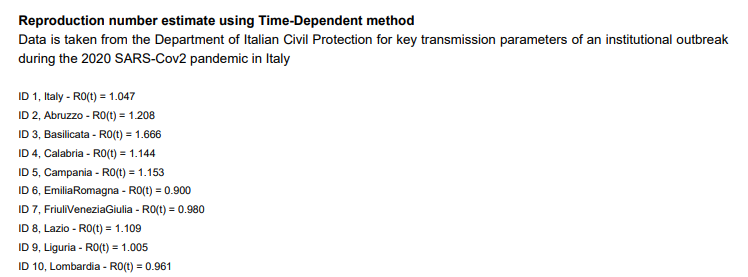 Reproduction number estimate using Time-Dependent method
Data is taken from the Department of Italian Civil Protection for key transmission parameters of an institutional outbreak
during the 2020 SARS-Cov2 pandemic in Italy
ID 1, Italy - R0(t) = 1.047
ID 2, Abruzzo - R0(t) = 1.208
ID 3, Basilicata - R0(t) = 1.666
ID 4, Calabria - R0(t) = 1.144
ID 5, Campania - R0(t) = 1.153
ID 6, EmiliaRomagna - R0(t) = 0.900
ID 7, FriuliVeneziaGiulia - R0(t) = 0.980
ID 8, Lazio - R0(t) = 1.109
ID 9, Liguria - R0(t) = 1.005
ID 10, Lombardia - R0(t) = 0.961